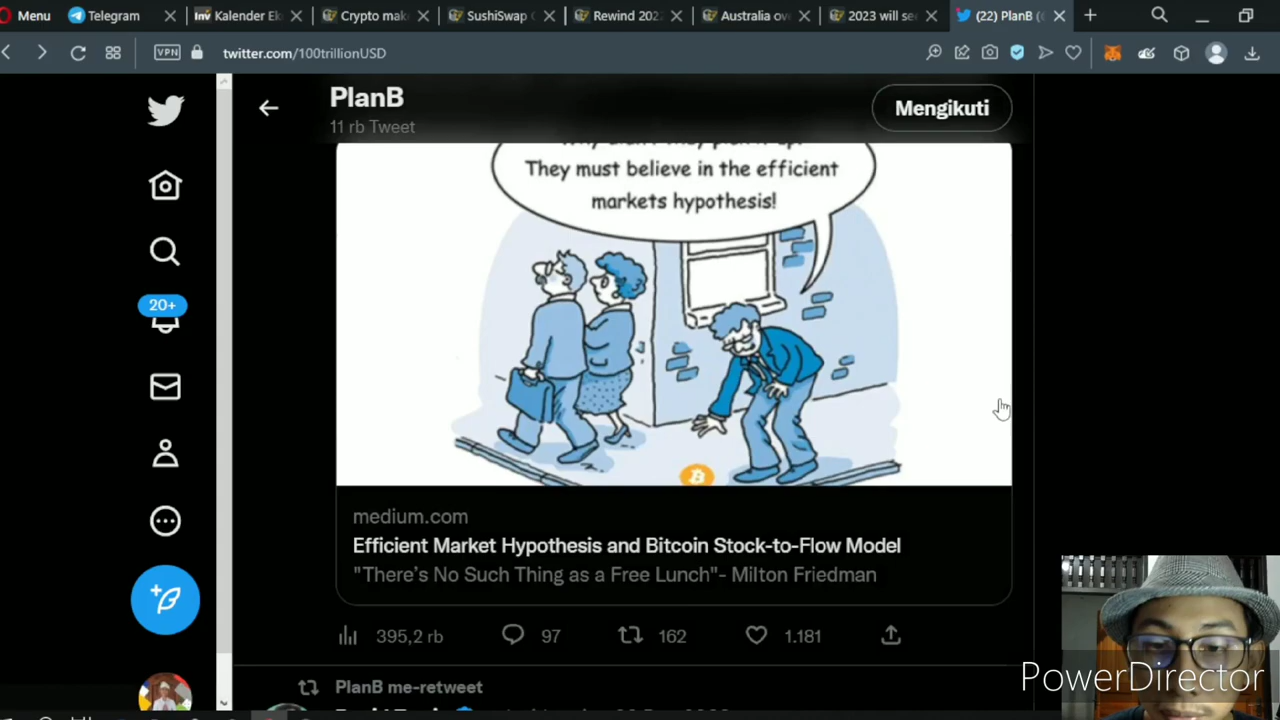 Menu
Telegram
Inv Kalender Ek
Crypto mak
SushiSwap
Rewind 202
Australia ov
2023 will se
(22) PlanB (
VPN
twitter.com/100trillionUSD
PlanB
11 rb Tweet
Mengikuti
They must believe in the efficient
markets hypothesis!
20+
medium.com
Efficient Market Hypothesis and Bitcoin Stock-to-Flow Model
"There's No Such Thing as a Free Lunch"- Milton Friedman
395,2 rb
97
162
1.181
PlanB me-retweet
PowerDirector